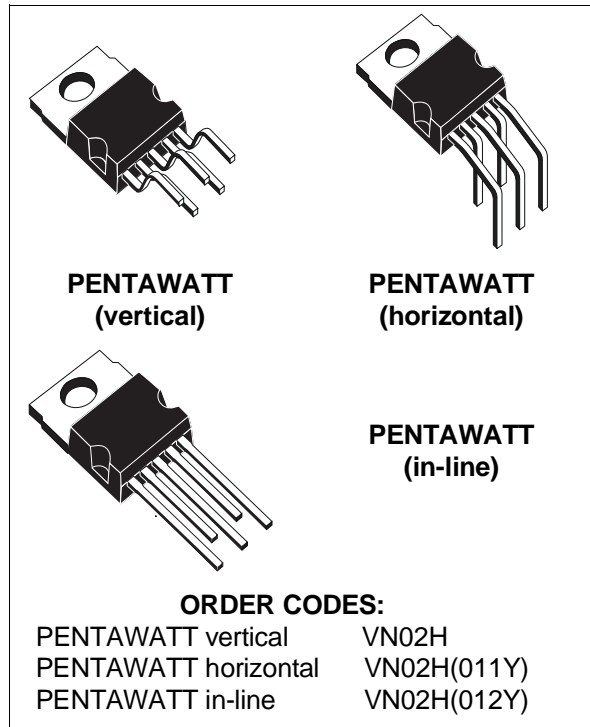 PENTAWATT
(vertical)
PENTAWATT
(horizontal)
PENTAWATT
(in-line)
ORDER CODES:
PENTAWATT vertical VN02H
PENTAWATT horizontal VN02H(011Y)
PENTAWATT in-line VN02H(012Y)